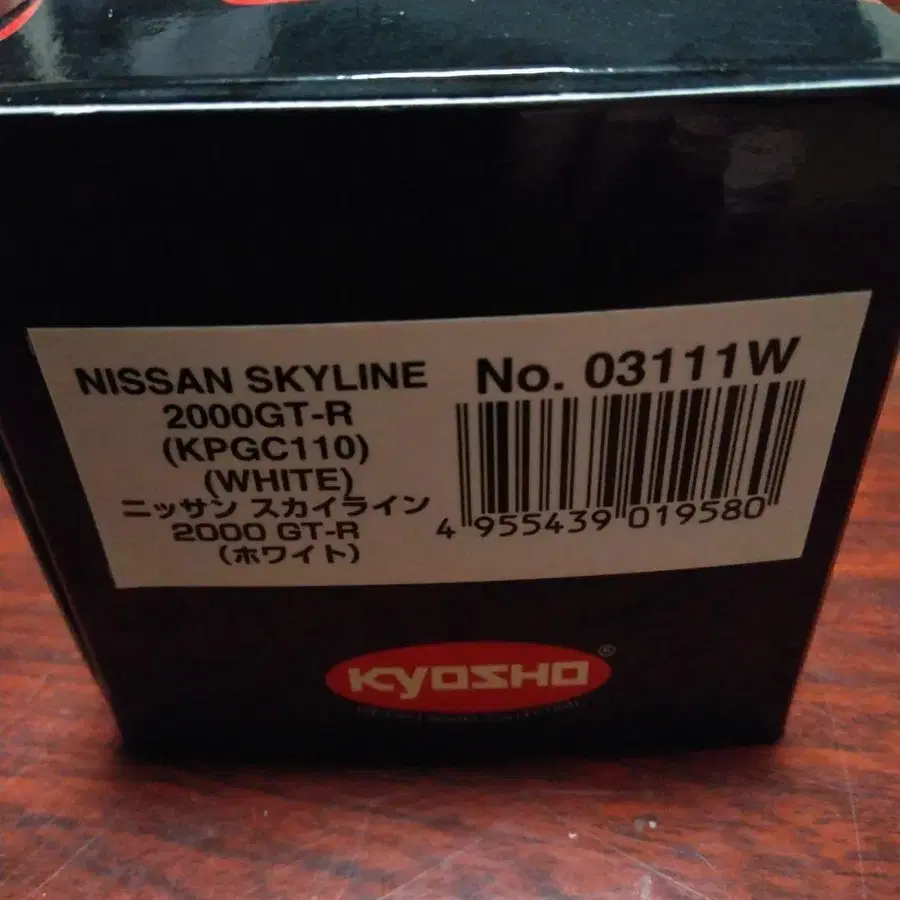 NISSAN SKYLINE
2000GT-R
(KPGC110)
(WHITE)
ニッサン スカイライン
2000 GT-R
(ホワイト)
No. 03111W
4 955439 019580
KYOSHO®